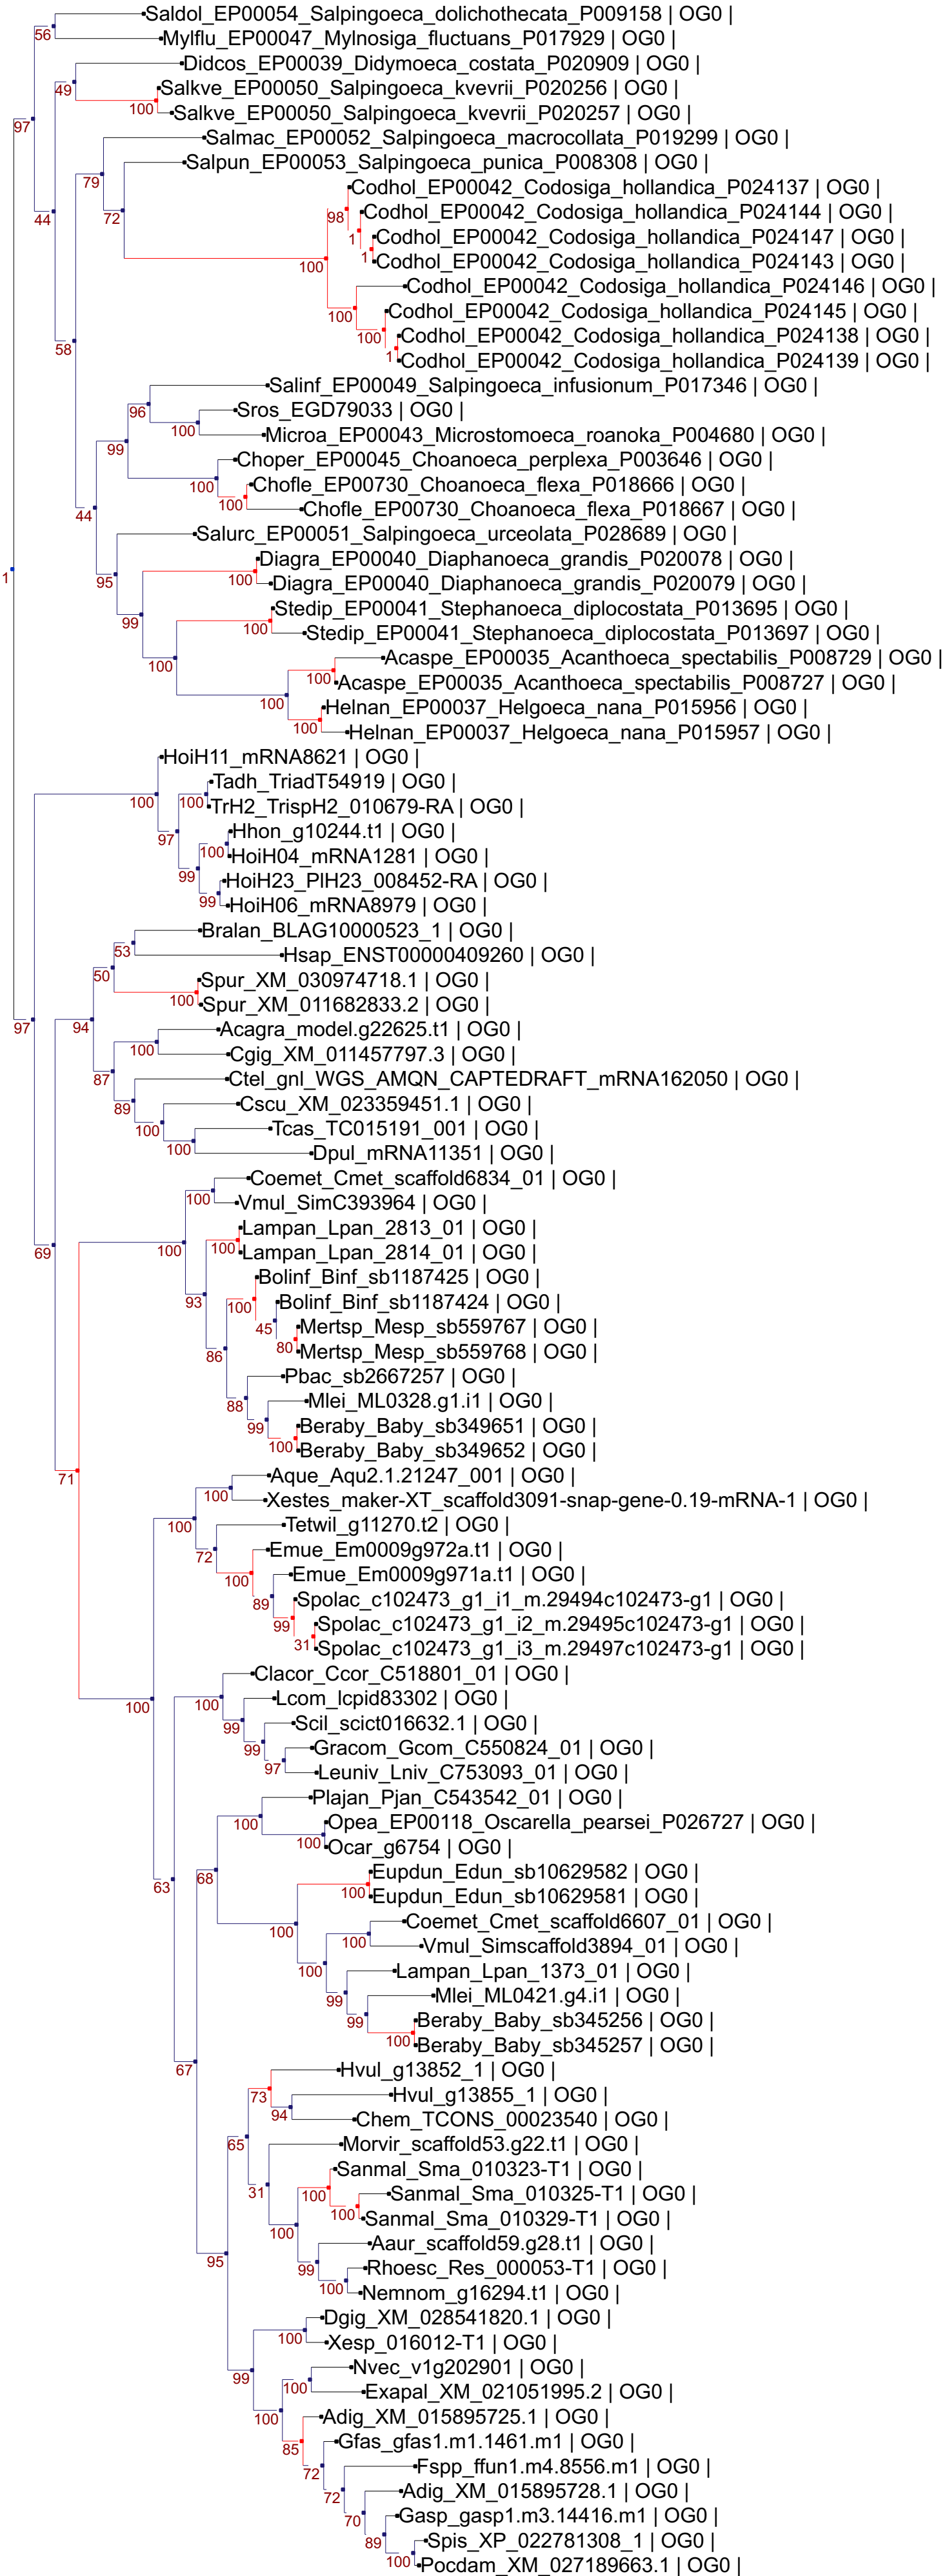 Saldol_EP00054_Salpingoeca_dolichothecata_P009158 | OG0 |
56
Mylflu_EP00047_Mylnosiga_fluctuans_P017929 | OG0 |
Didcos_EP00039_Didymoeca_costata_P020909 | OG0 |
49
Salkve_EP00050_Salpingoeca_kvevrii_P020256 | OG0 |
100
Salkve_EP00050_Salpingoeca_kvevrii_P020257 | OG0 |
97
Salmac_EP00052_Salpingoeca_macrocollata_P019299 | OG0 |
Salpun_EP00053_Salpingoeca_punica_P008308 | OG0 |
79
Codhol_EP00042_Codosiga_hollandica_P024137 | OG0 |
44
72
98
Codhol_EP00042_Codosiga_hollandica_P024144 | OG0 |
1
Codhol_EP00042_Codosiga_hollandica_P024147 | OG0 |
1
Codhol_EP00042_Codosiga_hollandica_P024143 | OG0 |
100
Codhol_EP00042_Codosiga_hollandica_P024146 | OG0 |
100
Codhol_EP00042_Codosiga_hollandica_P024145 | OG0 |
100
Codhol_EP00042_Codosiga_hollandica_P024138 | OG0 |
58
1
Codhol_EP00042_Codosiga_hollandica_P024139 | OG0 |
Salinf_EP00049_Salpingoeca_infusionum_P017346 | OG0 |
96
Sros_EGD79033 | OG0 |
100
Microa_EP00043_Microstomoeca_roanoka_P004680 | OG0 |
99
Choper_EP00045_Choanoeca_perplexa_P003646 | OG0 |
100
Chofle_EP00730_Choanoeca_flexa_P018666 | OG0 |
100
Chofle_EP00730_Choanoeca_flexa_P018667 | OG0 |
44
Salurc_EP00051_Salpingoeca_urceolata_P028689 | OG0 |
Diagra_EP00040_Diaphanoeca_grandis_P020078 | OG0 |
1
95
100
Diagra_EP00040_Diaphanoeca_grandis_P020079 | OG0 |
Stedip_EP00041_Stephanoeca_diplocostata_P013695 | OG0 |
99
100
Stedip_EP00041_Stephanoeca_diplocostata_P013697 | OG0 |
100
Acaspe_EP00035_Acanthoeca_spectabilis_P008729 | OG0 |
100
Acaspe_EP00035_Acanthoeca_spectabilis_P008727 | OG0 |
100
Helnan_EP00037_Helgoeca_nana_P015956 | OG0 |
100
Helnan_EP00037_Helgoeca_nana_P015957 | OG0 |
HoiH11_mRNA8621 | OG0 |
Tadh_TriadT54919 | OG0 |
100
100
TrH2_TrispH2_010679-RA | OG0 |
97
Hhon_g10244.t1 | OG0 |
100
HoiH04_mRNA1281 | OG0 |
99
HoiH23_PlH23_008452-RA | OG0 |
99
HoiH06_mRNA8979 | OG0 |
Bralan_BLAG10000523_1 | OG0 |
53
Hsap_ENST00000409260 | OG0 |
50
Spur_XM_030974718.1 | OG0 |
100
Spur_XM_011682833.2 | OG0 |
97
94
Acagra_model.g22625.t1 | OG0 |
100
Cgig_XM_011457797.3 | OG0 |
87
Ctel_gnl_WGS_AMQN_CAPTEDRAFT_mRNA162050 | OG0 |
89
Cscu_XM_023359451.1 | OG0 |
100
Tcas_TC015191_001 | OG0 |
100
Dpul_mRNA11351 | OG0 |
Coemet_Cmet_scaffold6834_01 | OG0 |
100
Vmul_SimC393964 | OG0 |
Lampan_Lpan_2813_01 | OG0 |
69
100
100
Lampan_Lpan_2814_01 | OG0 |
Bolinf_Binf_sb1187425 | OG0 |
93
100
Bolinf_Binf_sb1187424 | OG0 |
45
Mertsp_Mesp_sb559767 | OG0 |
86
80
Mertsp_Mesp_sb559768 | OG0 |
Pbac_sb2667257 | OG0 |
88
Mlei_ML0328.g1.i1 | OG0 |
99
Beraby_Baby_sb349651 | OG0 |
100
Beraby_Baby_sb349652 | OG0 |
71
Aque_Aqu2.1.21247_001 | OG0 |
100
Xestes_maker-XT_scaffold3091-snap-gene-0.19-mRNA-1 | OG0 |
100
Tetwil_g11270.t2 | OG0 |
72
Emue_Em0009g972a.t1 | OG0 |
100
Emue_Em0009g971a.t1 | OG0 |
89
Spolac_c102473_g1_i1_m.29494c102473-g1 | OG0 |
99
Spolac_c102473_g1_i2_m.29495c102473-g1 | OG0 |
31
Spolac_c102473_g1_i3_m.29497c102473-g1 | OG0 |
Clacor_Ccor_C518801_01 | OG0 |
100
100
Lcom_lcpid83302 | OG0 |
99
Scil_scict016632.1 | OG0 |
99
Gracom_Gcom_C550824_01 | OG0 |
97
Leuniv_Lniv_C753093_01 | OG0 |
Plajan_Pjan_C543542_01 | OG0 |
100
Opea_EP00118_Oscarella_pearsei_P026727 | OG0 |
100
Ocar_g6754 | OG0 |
63
68
Eupdun_Edun_sb10629582 | OG0 |
100
Eupdun_Edun_sb10629581 | OG0 |
100
Coemet_Cmet_scaffold6607_01 | OG0 |
100
Vmul_Simscaffold3894_01 | OG0 |
100
Lampan_Lpan_1373_01 | OG0 |
99
Mlei_ML0421.g4.i1 | OG0 |
99
Beraby_Baby_sb345256 | OG0 |
100
Beraby_Baby_sb345257 | OG0 |
67
Hvul_g13852_1 | OG0 |
73
Hvul_g13855_1 | OG0 |
94
Chem_TCONS_00023540 | OG0 |
65
Morvir_scaffold53.g22.t1 | OG0 |
Sanmal_Sma_010323-T1 | OG0 |
31
100
Sanmal_Sma_010325-T1 | OG0 |
100
Sanmal_Sma_010329-T1 | OG0 |
100
Aaur_scaffold59.g28.t1 | OG0 |
95
99
Rhoesc_Res_000053-T1 | OG0 |
100
Nemnom_g16294.t1 | OG0 |
Dgig_XM_028541820.1 | OG0 |
100
Xesp_016012-T1 | OG0 |
99
Nvec_v1g202901 | OG0 |
100
Exapal_XM_021051995.2 | OG0 |
100
Adig_XM_015895725.1 | OG0 |
85
Gfas_gfas1.m1.1461.m1 | OG0 |
72
Fspp_ffun1.m4.8556.m1 | OG0 |
72
Adig_XM_015895728.1 | OG0 |
70
Gasp_gasp1.m3.14416.m1 | OG0 |
89
Spis_XP_022781308_1 | OG0 |
100
Pocdam_XM_027189663.1 | OG0 |